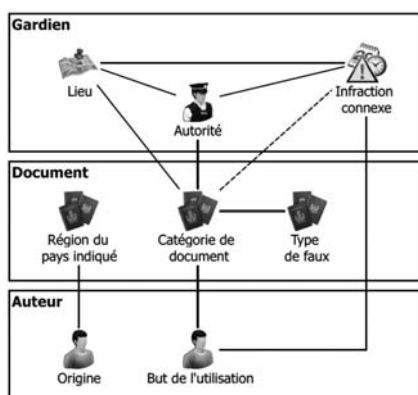 Gardien
Lieu
Autorité
Infraction
connexe
Document
Région du
pays indiqué
Catégorie de
document
Type
de faux
Auteur
Origine
But de l'utilisation